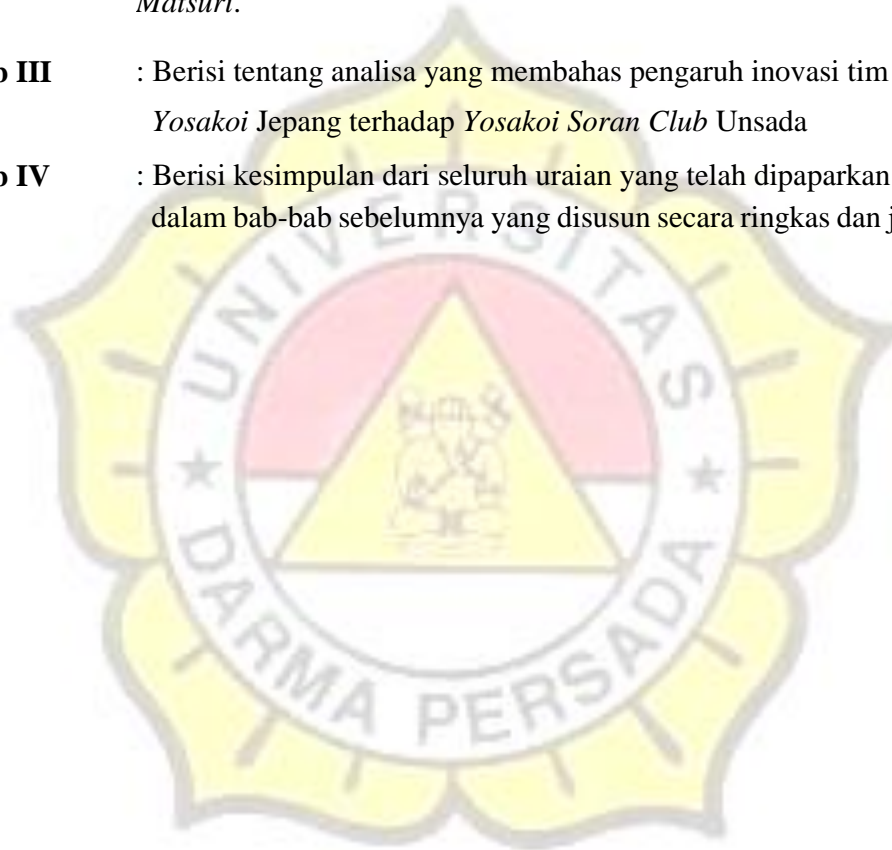 Matsuri.
b III : Berisi tentang analisa yang membahas pengaruh inovasi tim
Yosakoi Jepang terhadap Yosakoi Soran Club Unsada
b IV : Berisi kesimpulan dari seluruh uraian yang telah dipaparkan
dalam bab-bab sebelumnya yang disusun secara ringkas dan j
UNIVERSITAS
DARMA PERSADA